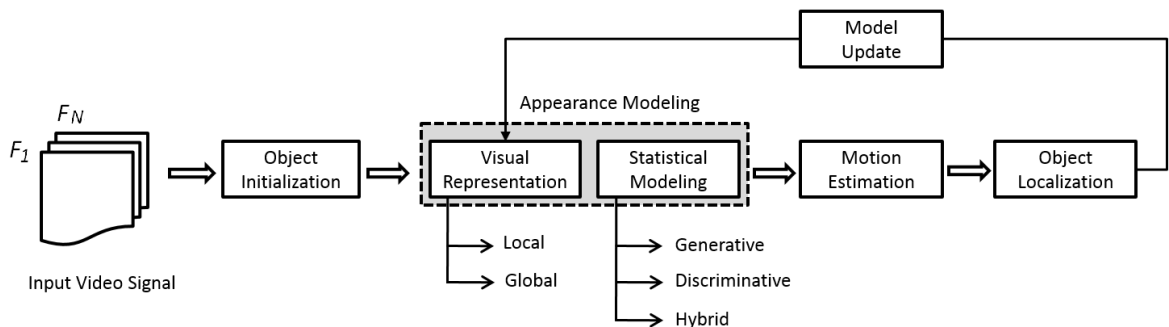 Model
Update
Appearance Modeling
F_N
F_1
Object
Initialization
Visual
Representation
Statistical
Modeling
Motion
Estimation
Object
Localization
Local
Global
Generative
Discriminative
Hybrid
Input Video Signal